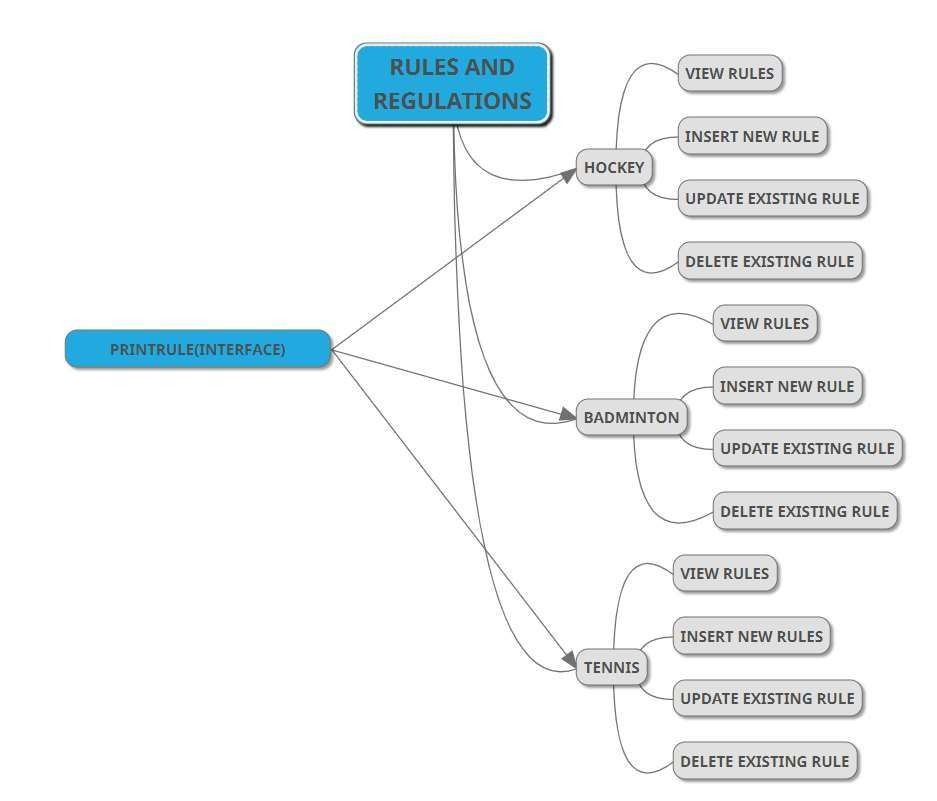 RULES AND
REGULATIONS
VIEW RULES
INSERT NEW RULE
HOCKEY
UPDATE EXISTING RULE
DELETE EXISTING RULE
PRINTRULE(INTERFACE)
VIEW RULES
INSERT NEW RULE
BADMINTON
UPDATE EXISTING RULE
DELETE EXISTING RULE
VIEW RULES
INSERT NEW RULES
TENNIS
UPDATE EXISTING RULE
DELETE EXISTING RULE